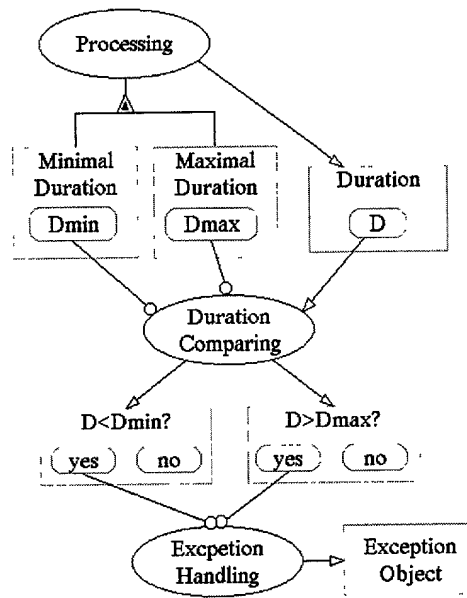 Processing
Minimal
Duration
Dmin
Maximal
Duration
Dmax
Duration
D
Duration
Comparing
D<Dmin?
yes
no
D>Dmax?
yes
no
Excpetion
Handling
Exception
Object